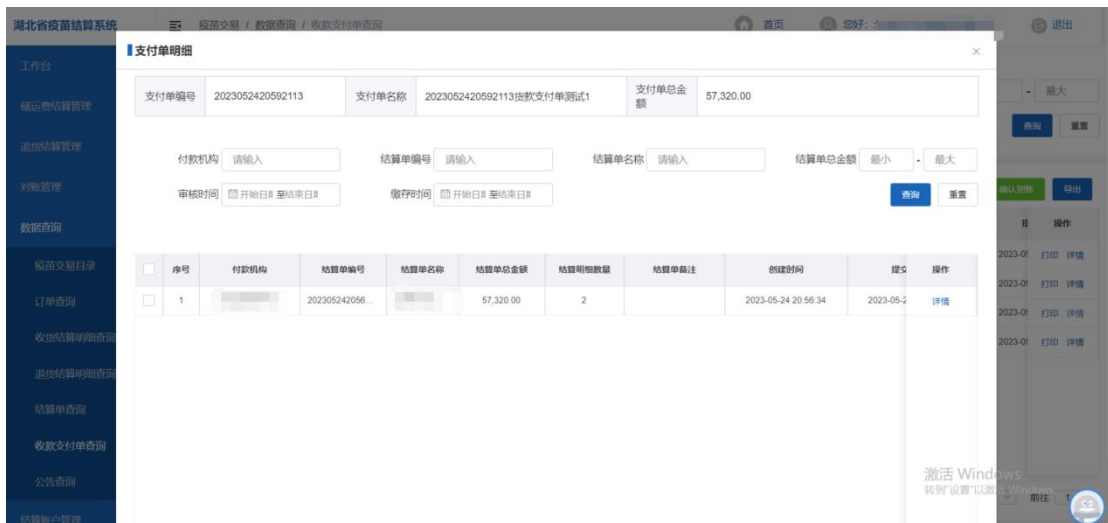 湖北省疫苗结算系统
疫苗交易 / 数据查询 / 收款支付单查询
首页
您好：
退出
工作台
储运费结算管理
退货结算管理
对账管理
数据查询
疫苗交易目录
订单查询
收货结算明细查询
退货结算明细查询
结算单查询
收款支付单查询
公告查询
结算账户管理
支付单明细
支付单编号 2023052420592113 支付单名称 2023052420592113货款支付单测试1 支付单总金额 57,320.00
付款机构 请输入 结算单编号 请输入 结算单名称 请输入 结算单总金额 最小 - 最大
审核时间 开始日期 至 结束日期 缴存时间 开始日期 至 结束日期 查询 重置
序号 付款机构 结算单编号 结算单名称 结算单总金额 结算明细数量 结算单备注 创建时间 提交 操作
1 202305242056... 57,320.00 2 2023-05-24 20:56:34 2023-05-2 详情
- 最大
查询 重置
确认到账 导出
操作
2023-05 打印 详情
2023-05 打印 详情
2023-05 打印 详情
2023-05 打印 详情
激活 Windows
转到"设置"以激活 Windows。
前往 1